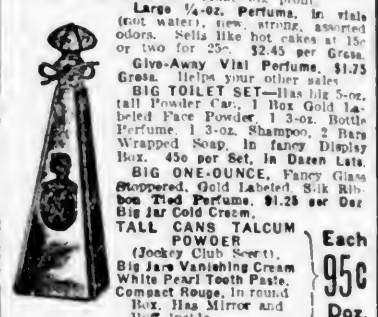 Large ¼-oz. Perfume, in vials
(not water), new, strong, assorted
odors. Sells like hot cakes at 15c
or two for 25c. $2.45 per Gross.
Give-Away Vial Perfume, $1.75
Gross. Helps your other sales
BIG TOILET SET—Has big 5-oz.
tall Powder Can, 1 Box Gold La-
beled Face Powder, 1 3-oz. Bottle
Perfume, 1 3-oz. Shampoo, 2 Bars
Wrapped Soap, in fancy Display
Box. 45c per Set, in Dozen Lots.
BIG ONE-OUNCE, Fancy Glass
Stoppered, Gold Labeled, Silk Rib-
bon Tied Perfume, $1.25 per Doz
Big Jar Cold Cream,
TALL CANS TALCUM
POWDER
(Jockey Club Scent),
Big Jars Vanishing Cream
White Pearl Tooth Paste,
Compact Rouge, in round
Box. Has Mirror and
Each
95c
Doz.